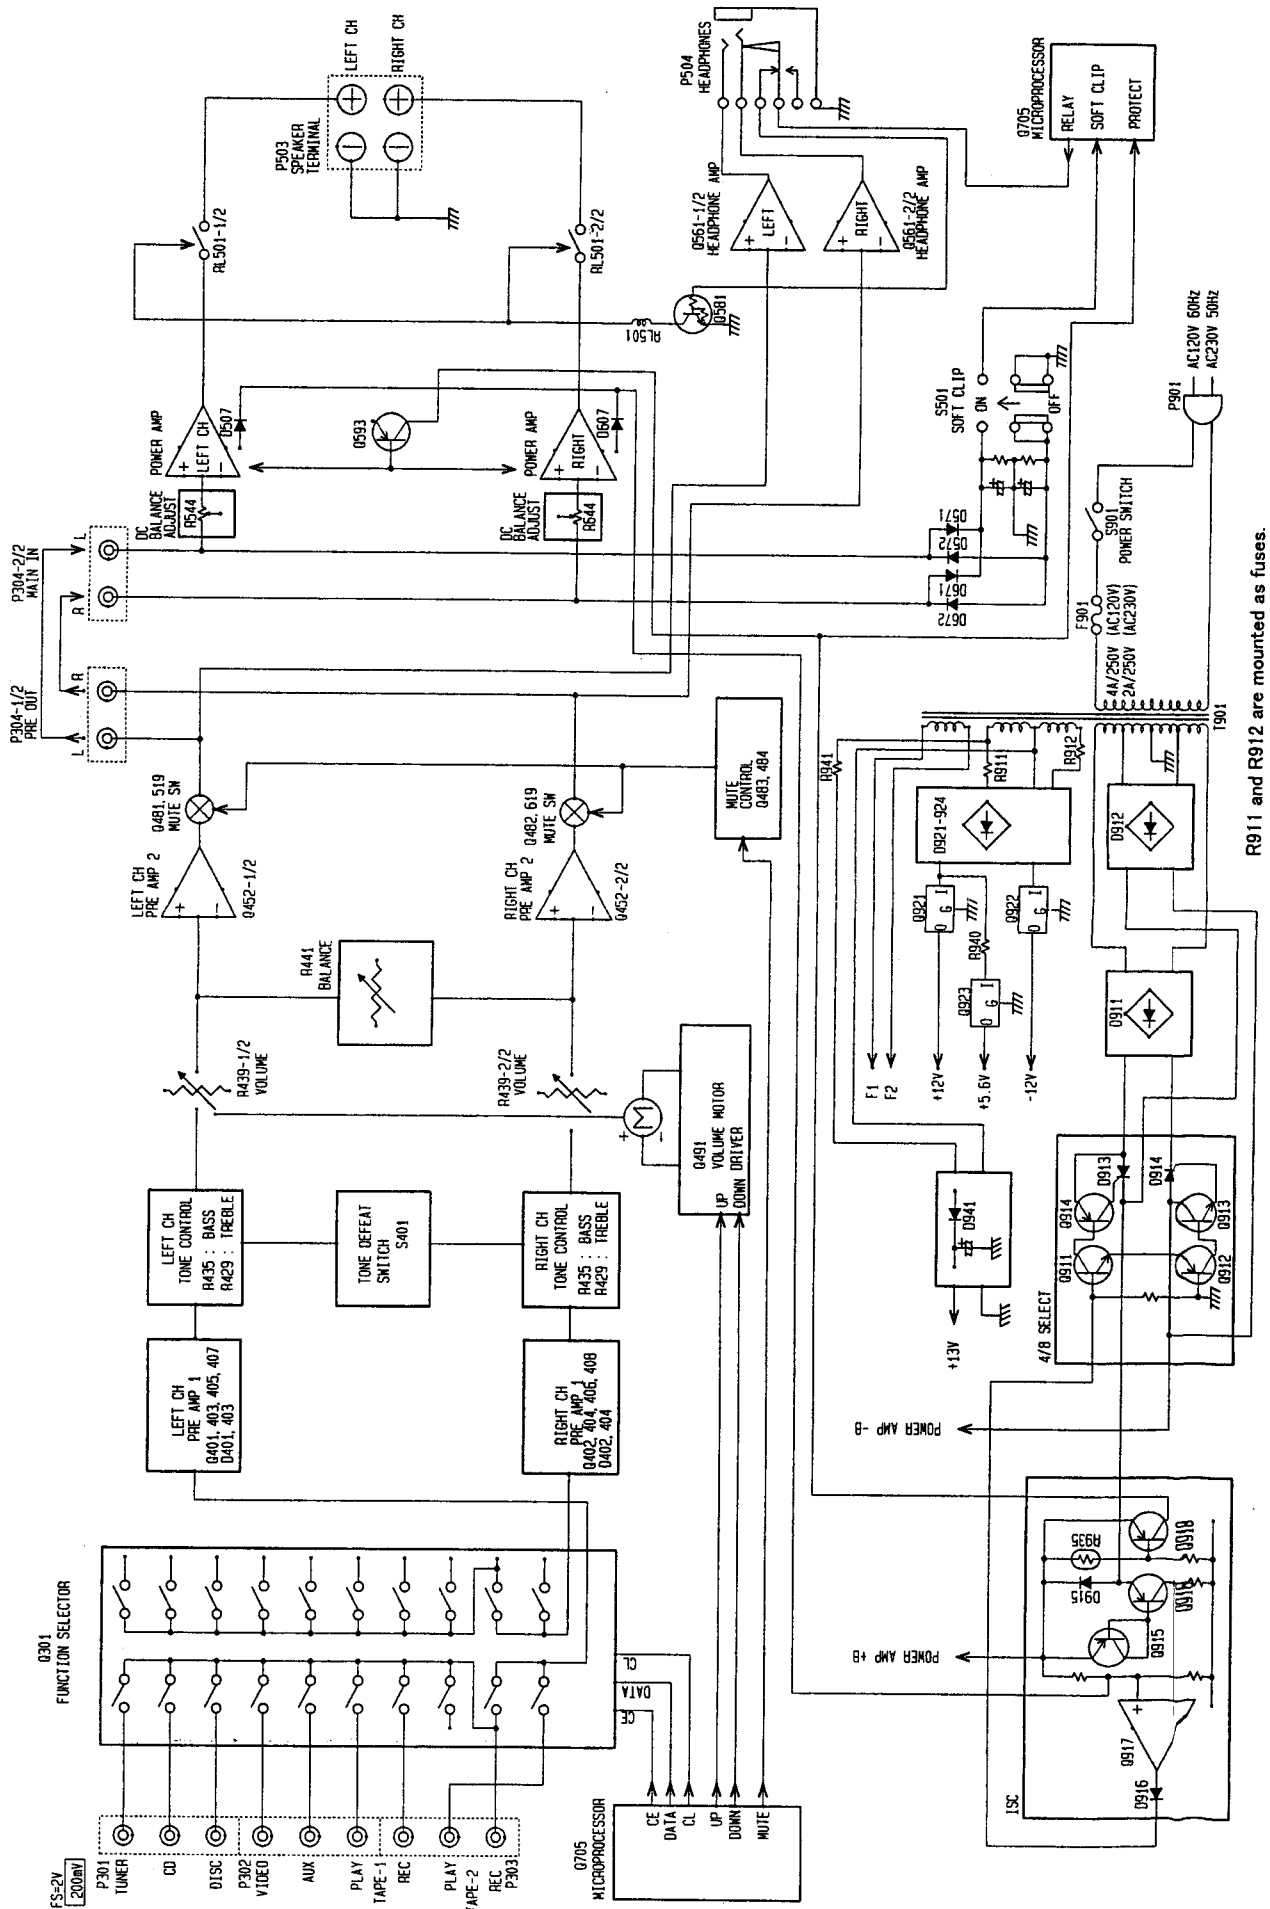 FS=2V
200mV
P301
TUNER
CD
DISC
P302
VIDEO
AUX
PLAY
TAPE-1
REC
PLAY
TAPE-2
REC
P303
Q301
FUNCTION SELECTOR
CE
DATA
CL
Q705
MICROPROCESSOR
CE
DATA
CL
UP
DOWN
MUTE
LEFT CH
PRE AMP 1
Q401, 403, 405, 407
D401, 403
RIGHT CH
PRE AMP 1
Q402, 404, 406, 408
D402, 404
LEFT CH
TONE CONTROL
R435 : BASS
R429 : TREBLE
TONE DEFEAT
SWITCH
S401
RIGHT CH
TONE CONTROL
R435 : BASS
R429 : TREBLE
R439-1/2
VOLUME
R439-2/2
VOLUME
R441
BALANCE
+
M
-
Q491
VOLUME MOTOR
DRIVER
UP
DOWN
LEFT CH
PRE AMP 2
+
-
Q452-1/2
RIGHT CH
PRE AMP 2
+
-
Q452-2/2
Q481, 519
MUTE SW
Q482, 619
MUTE SW
MUTE
CONTROL
Q483, 484
P304-1/2
PRE OUT
L
R
P304-2/2
MAIN IN
R
L
DC
BALANCE
ADJUST
R544
DC
BALANCE
ADJUST
R644
POWER AMP
+
LEFT CH
-
D507
Q593
POWER AMP
+
RIGHT
-
D607
RL501-1/2
RL501-2/2
RL501
Q581
P503
SPEAKER
TERMINAL
LEFT CH
RIGHT CH
Q561-1/2
HEADPHONE AMP
+
LEFT
-
+
RIGHT
-
Q561-2/2
HEADPHONE AMP
P504
HEADPHONES
Q705
MICROPROCESSOR
RELAY
SOFT CLIP
PROTECT
D571
D572
D671
D672
S501
SOFT CLIP
ON
OFF
P901
AC120V 60Hz
AC230V 50Hz
S901
POWER SWITCH
F901
4A/250V (AC120V)
2A/250V (AC230V)
T901
R941
R911
R912
D921-924
D912
D911
Q921
O G I
R940
Q922
O G I
Q923
O G I
F1
F2
+12V
+5.6V
-12V
D941
+13V
4/8 SELECT
Q914
D913
D914
Q913
Q911
Q912
POWER AMP -B
POWER AMP +B
ISC
R935
Q918
D915
Q916
Q915
+
Q917
D916
R911 and R912 are mounted as fuses.